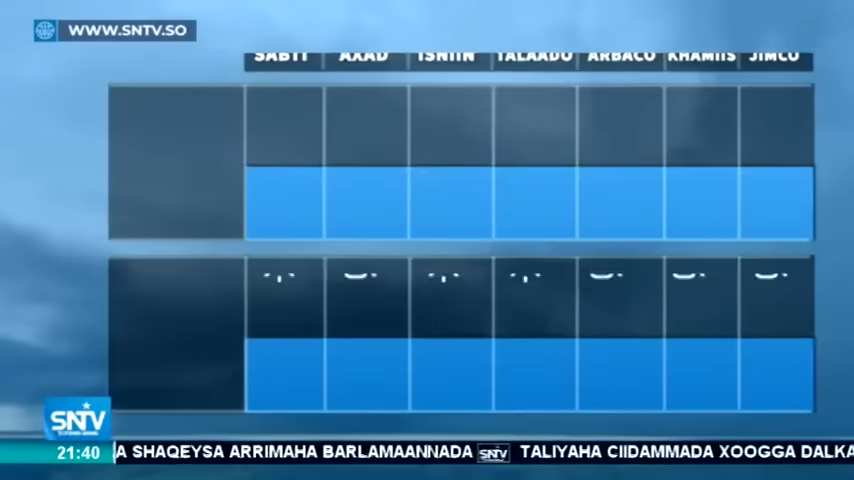 WWW.SNTV.SO
SABTI AXAD ISNIIN TALAADO ARBACO KHAMIIS JIMCO
SNTV
21:40 A SHAQEYSA ARRIMAHA BARLAMAANNADA SNTV TALIYAHA CIIDAMMADA XOOGGA DALKA